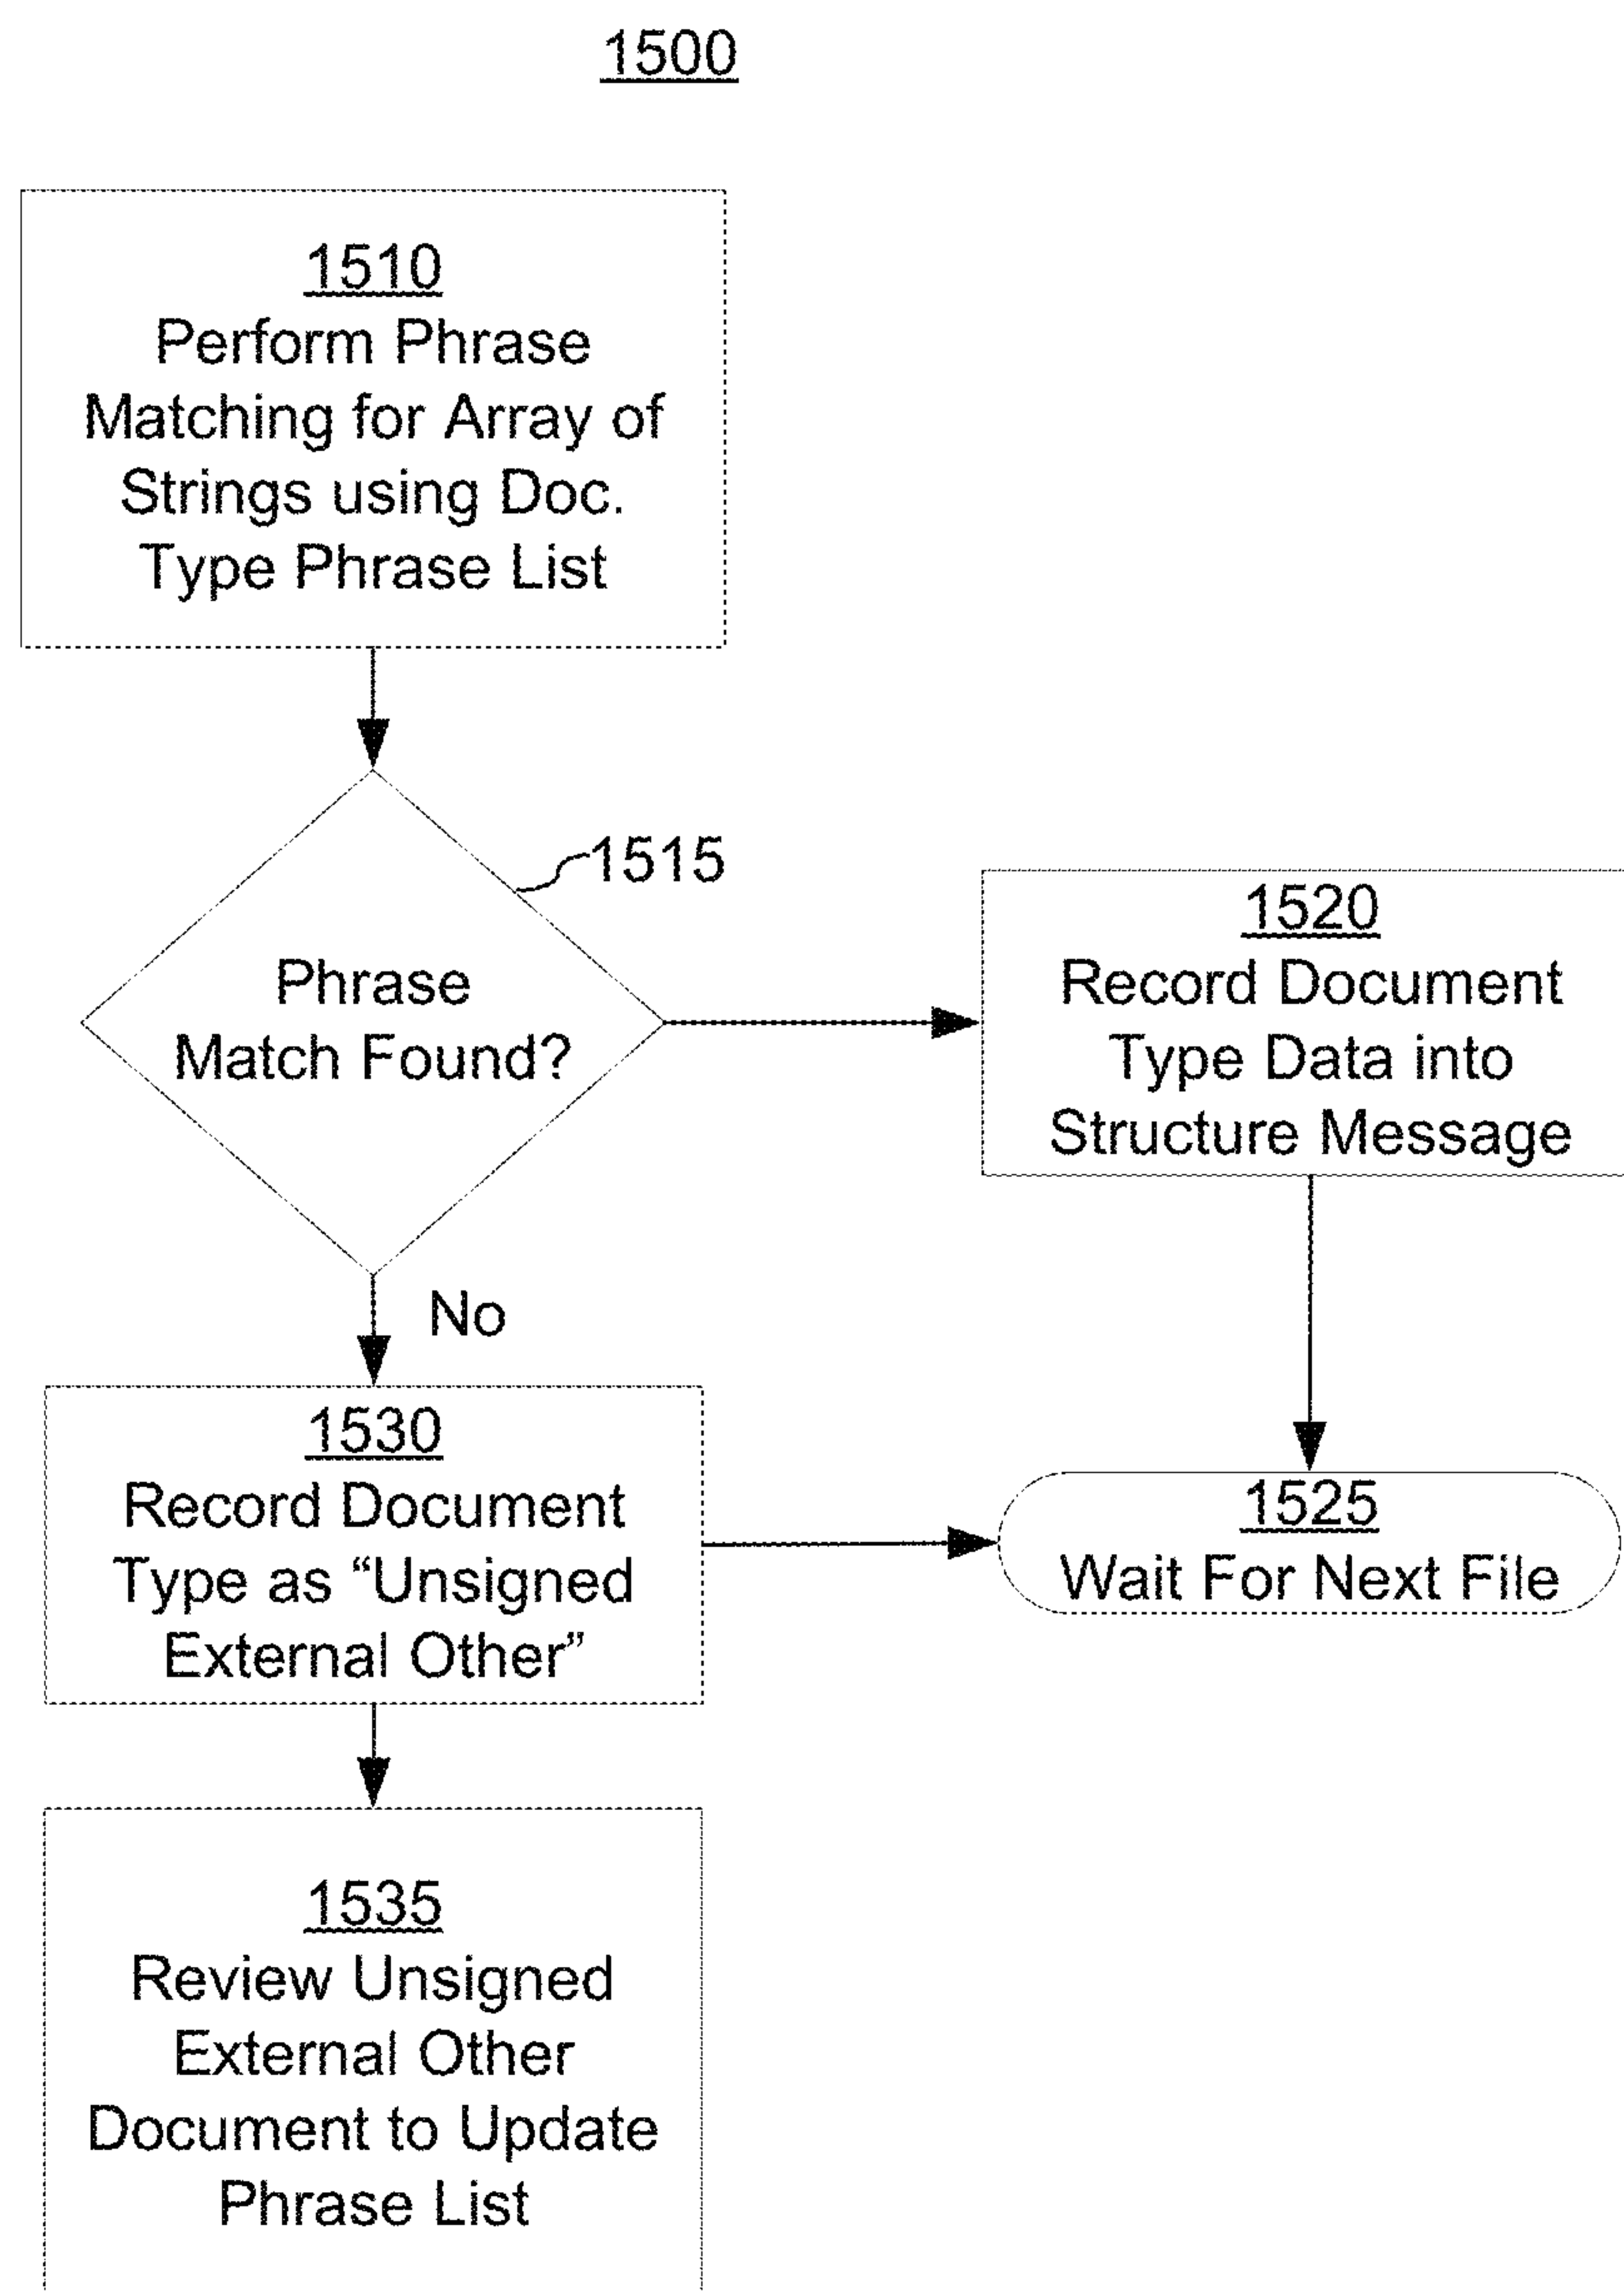 1500
1510
Perform Phrase
Matching for Array of
Strings using Doc.
Type Phrase List
1515
Phrase
Match Found?
1520
Record Document
Type Data into
Structure Message
No
1530
Record Document
Type as “Unsigned
External Other”
1525
Wait For Next File
1535
Review Unsigned
External Other
Document to Update
Phrase List